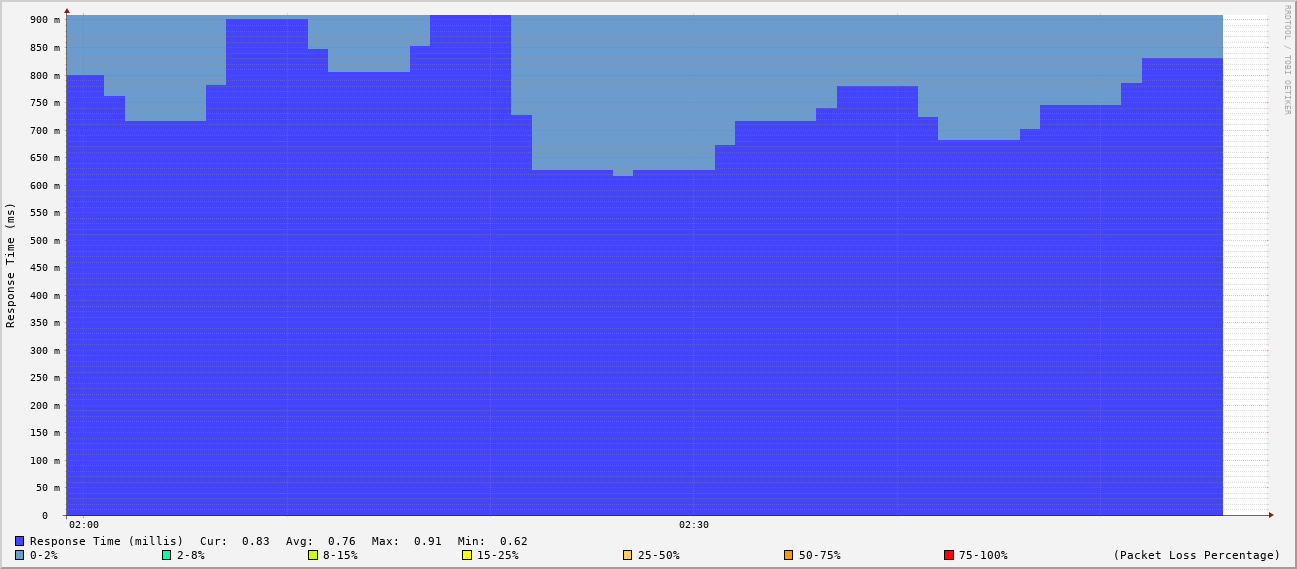 RRDTOOL / TOBI OETIKER
Response Time (ms)
900 m
850 m
800 m
750 m
700 m
650 m
600 m
550 m
500 m
450 m
400 m
350 m
300 m
250 m
200 m
150 m
100 m
50 m
0
02:00 02:30
Response Time (millis) Cur: 0.83 Avg: 0.76 Max: 0.91 Min: 0.62
0-2% 2-8% 8-15% 15-25% 25-50% 50-75% 75-100% (Packet Loss Percentage)